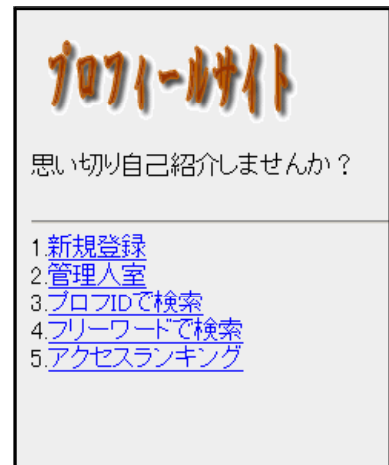 プロフィールサイト
思い切り自己紹介しませんか？
1.新規登録
2.管理人室
3.プロフIDで検索
4.フリーワードで検索
5.アクセスランキング